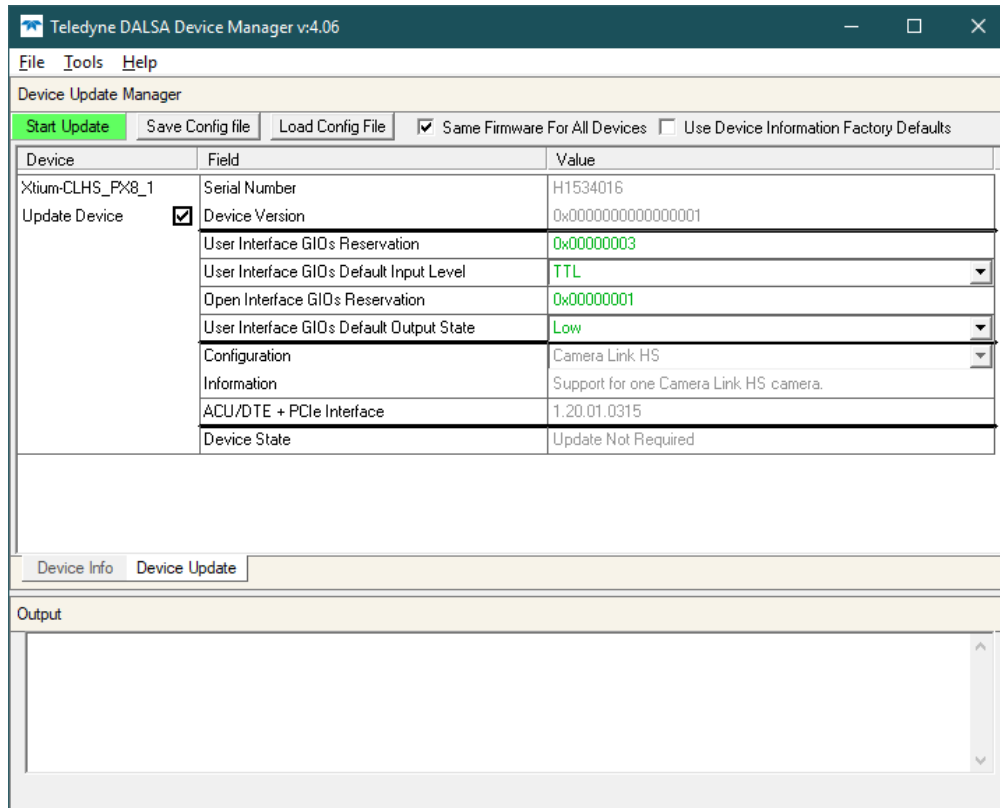 Teledyne DALSA Device Manager v:4.06
File Tools Help
Device Update Manager
Start Update Save Config file Load Config File Same Firmware For All Devices Use Device Information Factory Defaults
Device Field Value
Xtium-CLHS_PX8_1 Serial Number H1534016
Update Device Device Version 0x0000000000000001
User Interface GIOs Reservation 0x00000003
User Interface GIOs Default Input Level TTL
Open Interface GIOs Reservation 0x00000001
User Interface GIOs Default Output State Low
Configuration Camera Link HS
Information Support for one Camera Link HS camera.
ACU/DTE + PCIe Interface 1.20.01.0315
Device State Update Not Required
Device Info Device Update
Output